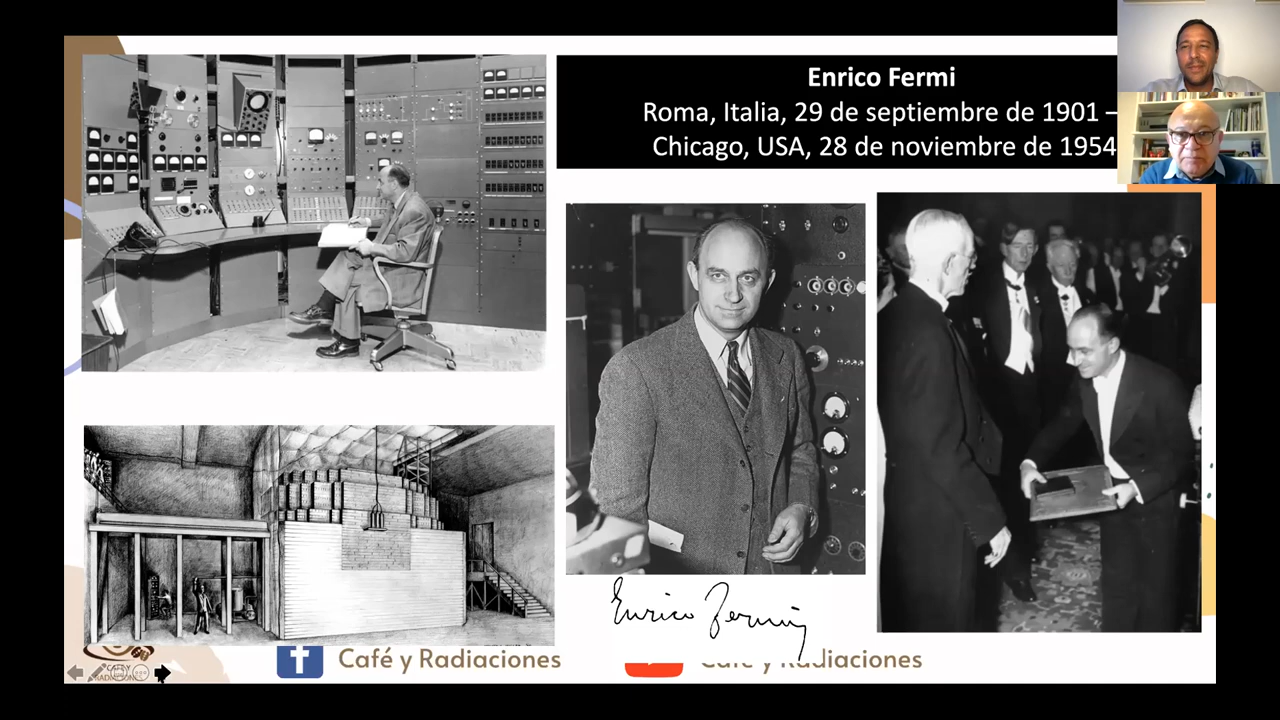 Enrico Fermi
Roma, Italia, 29 de septiembre de 1901 –
Chicago, USA, 28 de noviembre de 1954
Enrico Fermi
Café y Radiaciones
Café y Radiaciones
CAFÉ Y